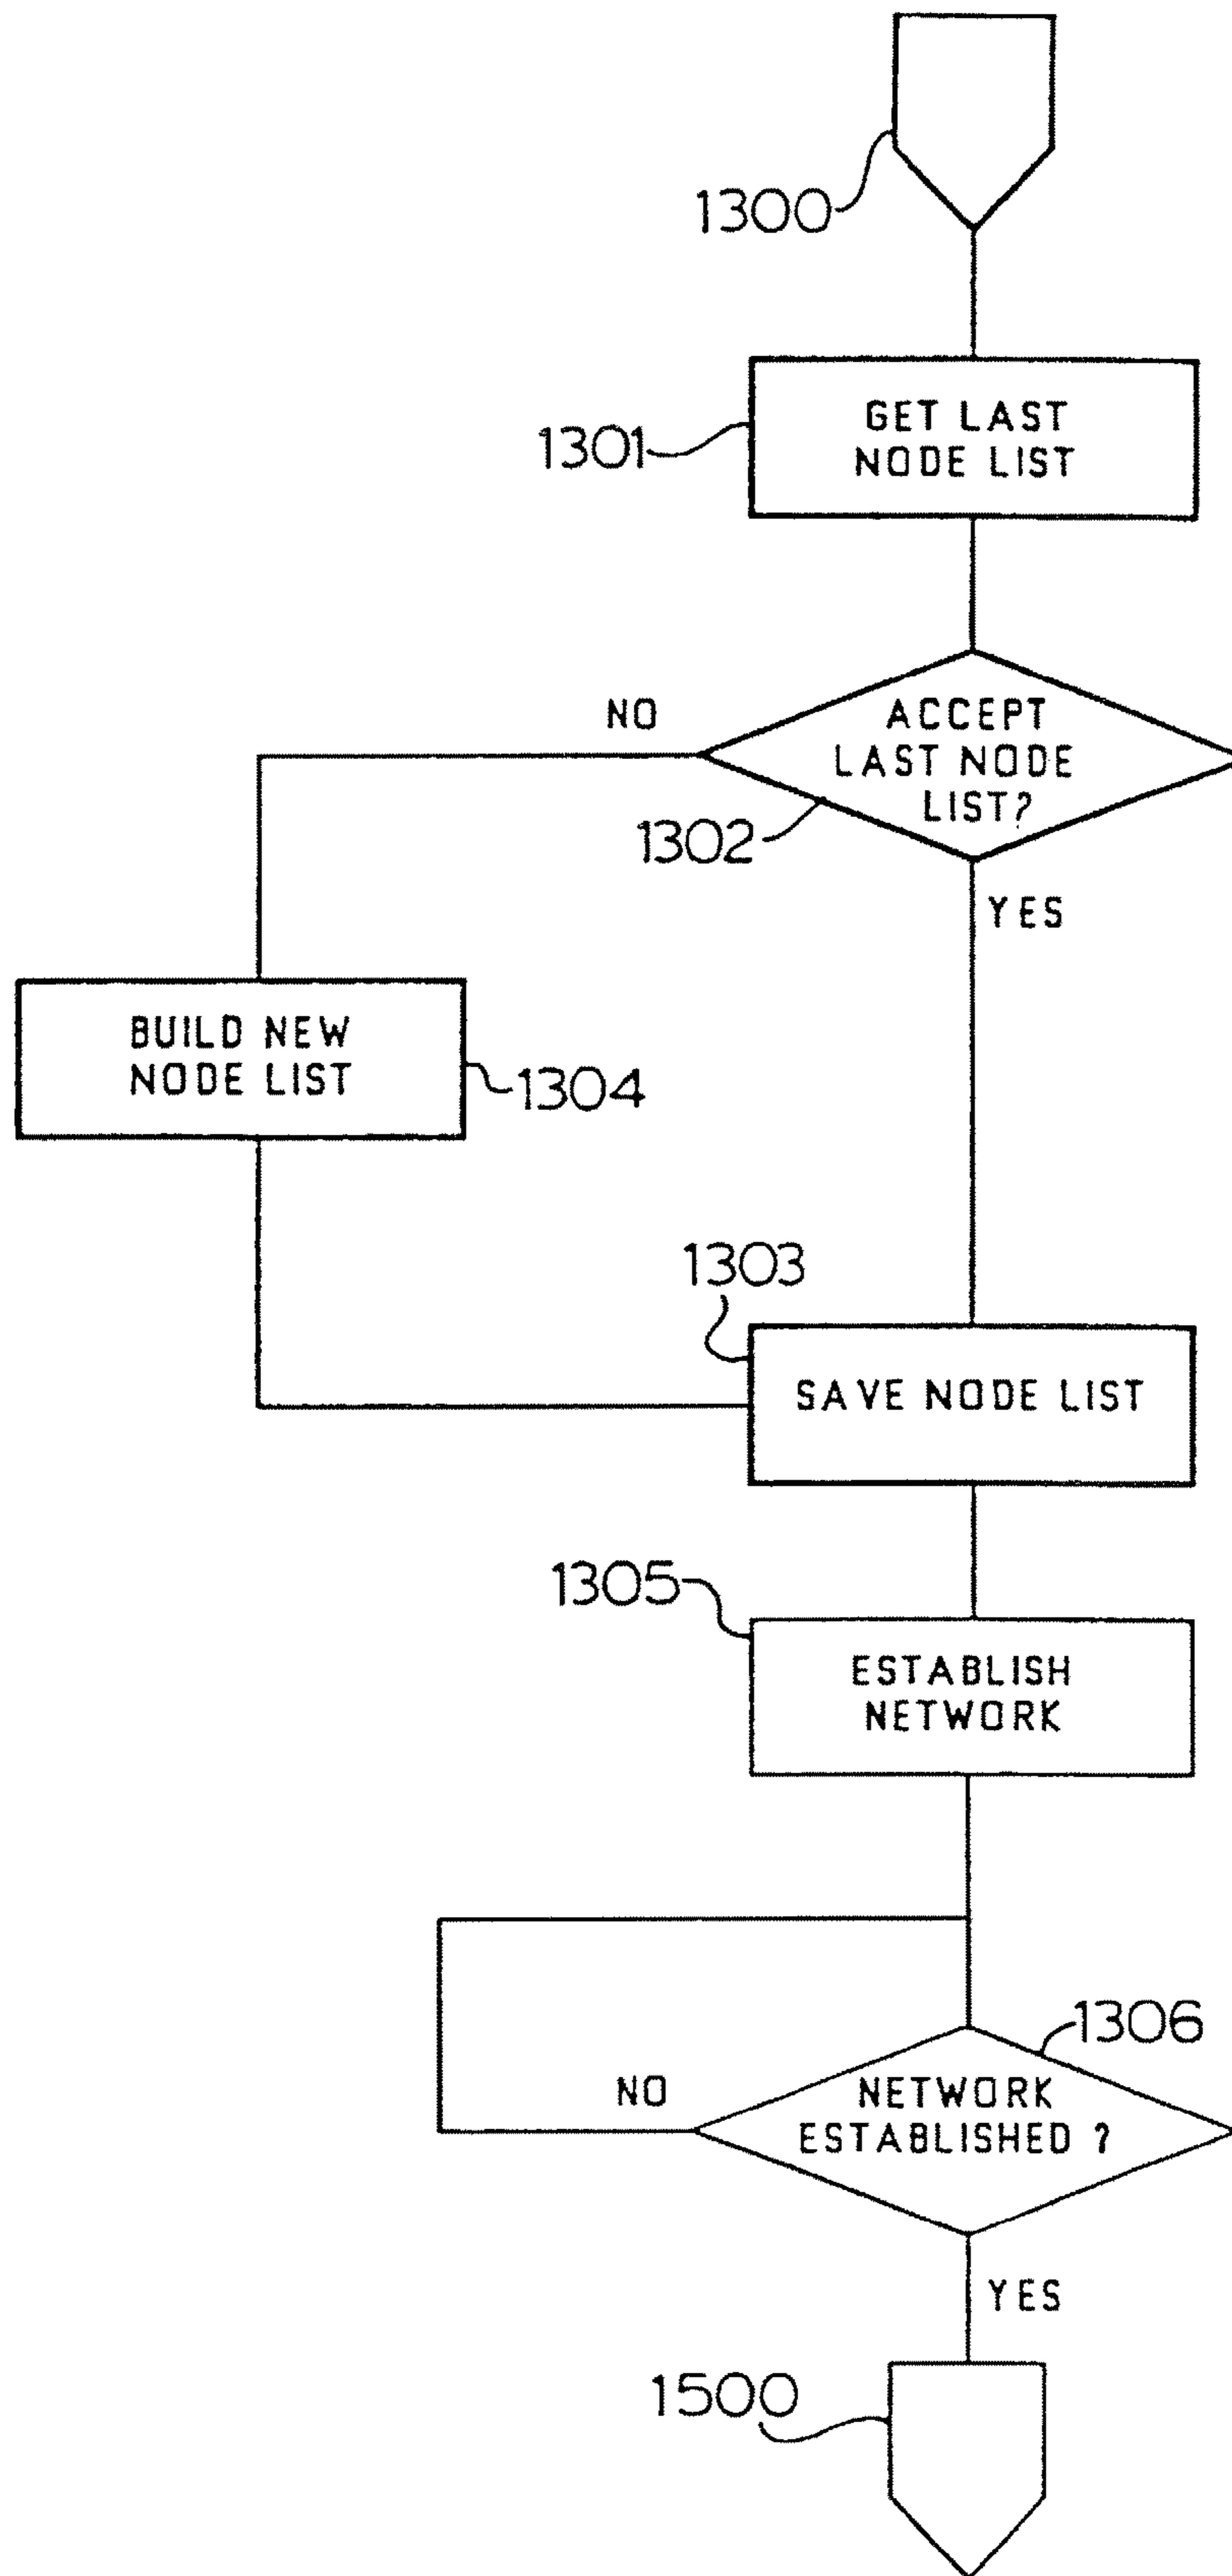 1300
GET LAST
NODE LIST
1301
NO
ACCEPT
LAST NODE
LIST?
1302
YES
BUILD NEW
NODE LIST
1304
1303
SAVE NODE LIST
1305
ESTABLISH
NETWORK
1306
NO
NETWORK
ESTABLISHED ?
YES
1500